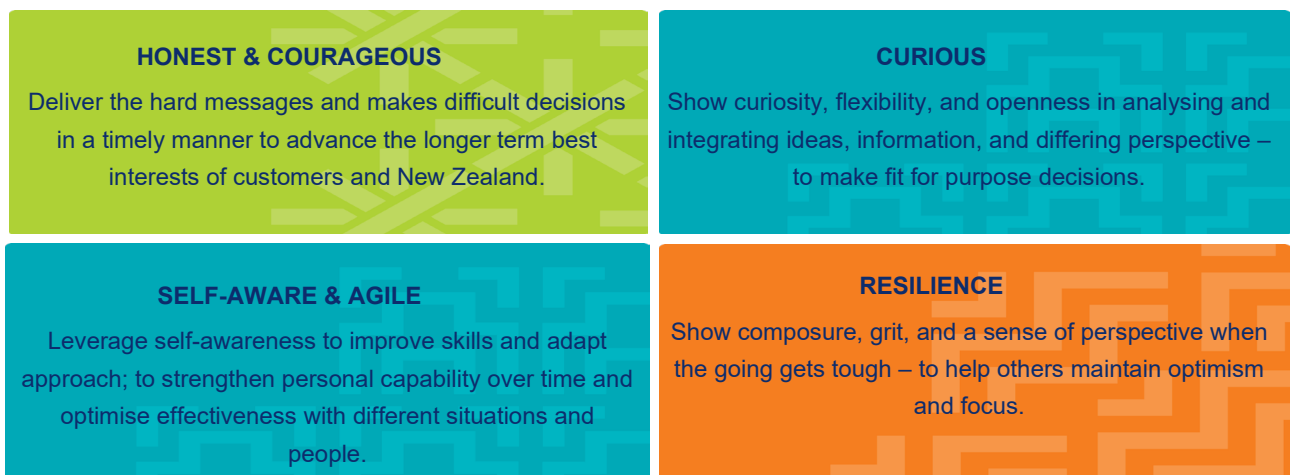 HONEST & COURAGEOUS
Deliver the hard messages and makes difficult decisions
in a timely manner to advance the longer term best
interests of customers and New Zealand.
CURIOUS
Show curiosity, flexibility, and openness in analysing and
integrating ideas, information, and differing perspective –
to make fit for purpose decisions.
SELF-AWARE & AGILE
Leverage self-awareness to improve skills and adapt
approach; to strengthen personal capability over time and
optimise effectiveness with different situations and
people.
RESILIENCE
Show composure, grit, and a sense of perspective when
the going gets tough – to help others maintain optimism
and focus.